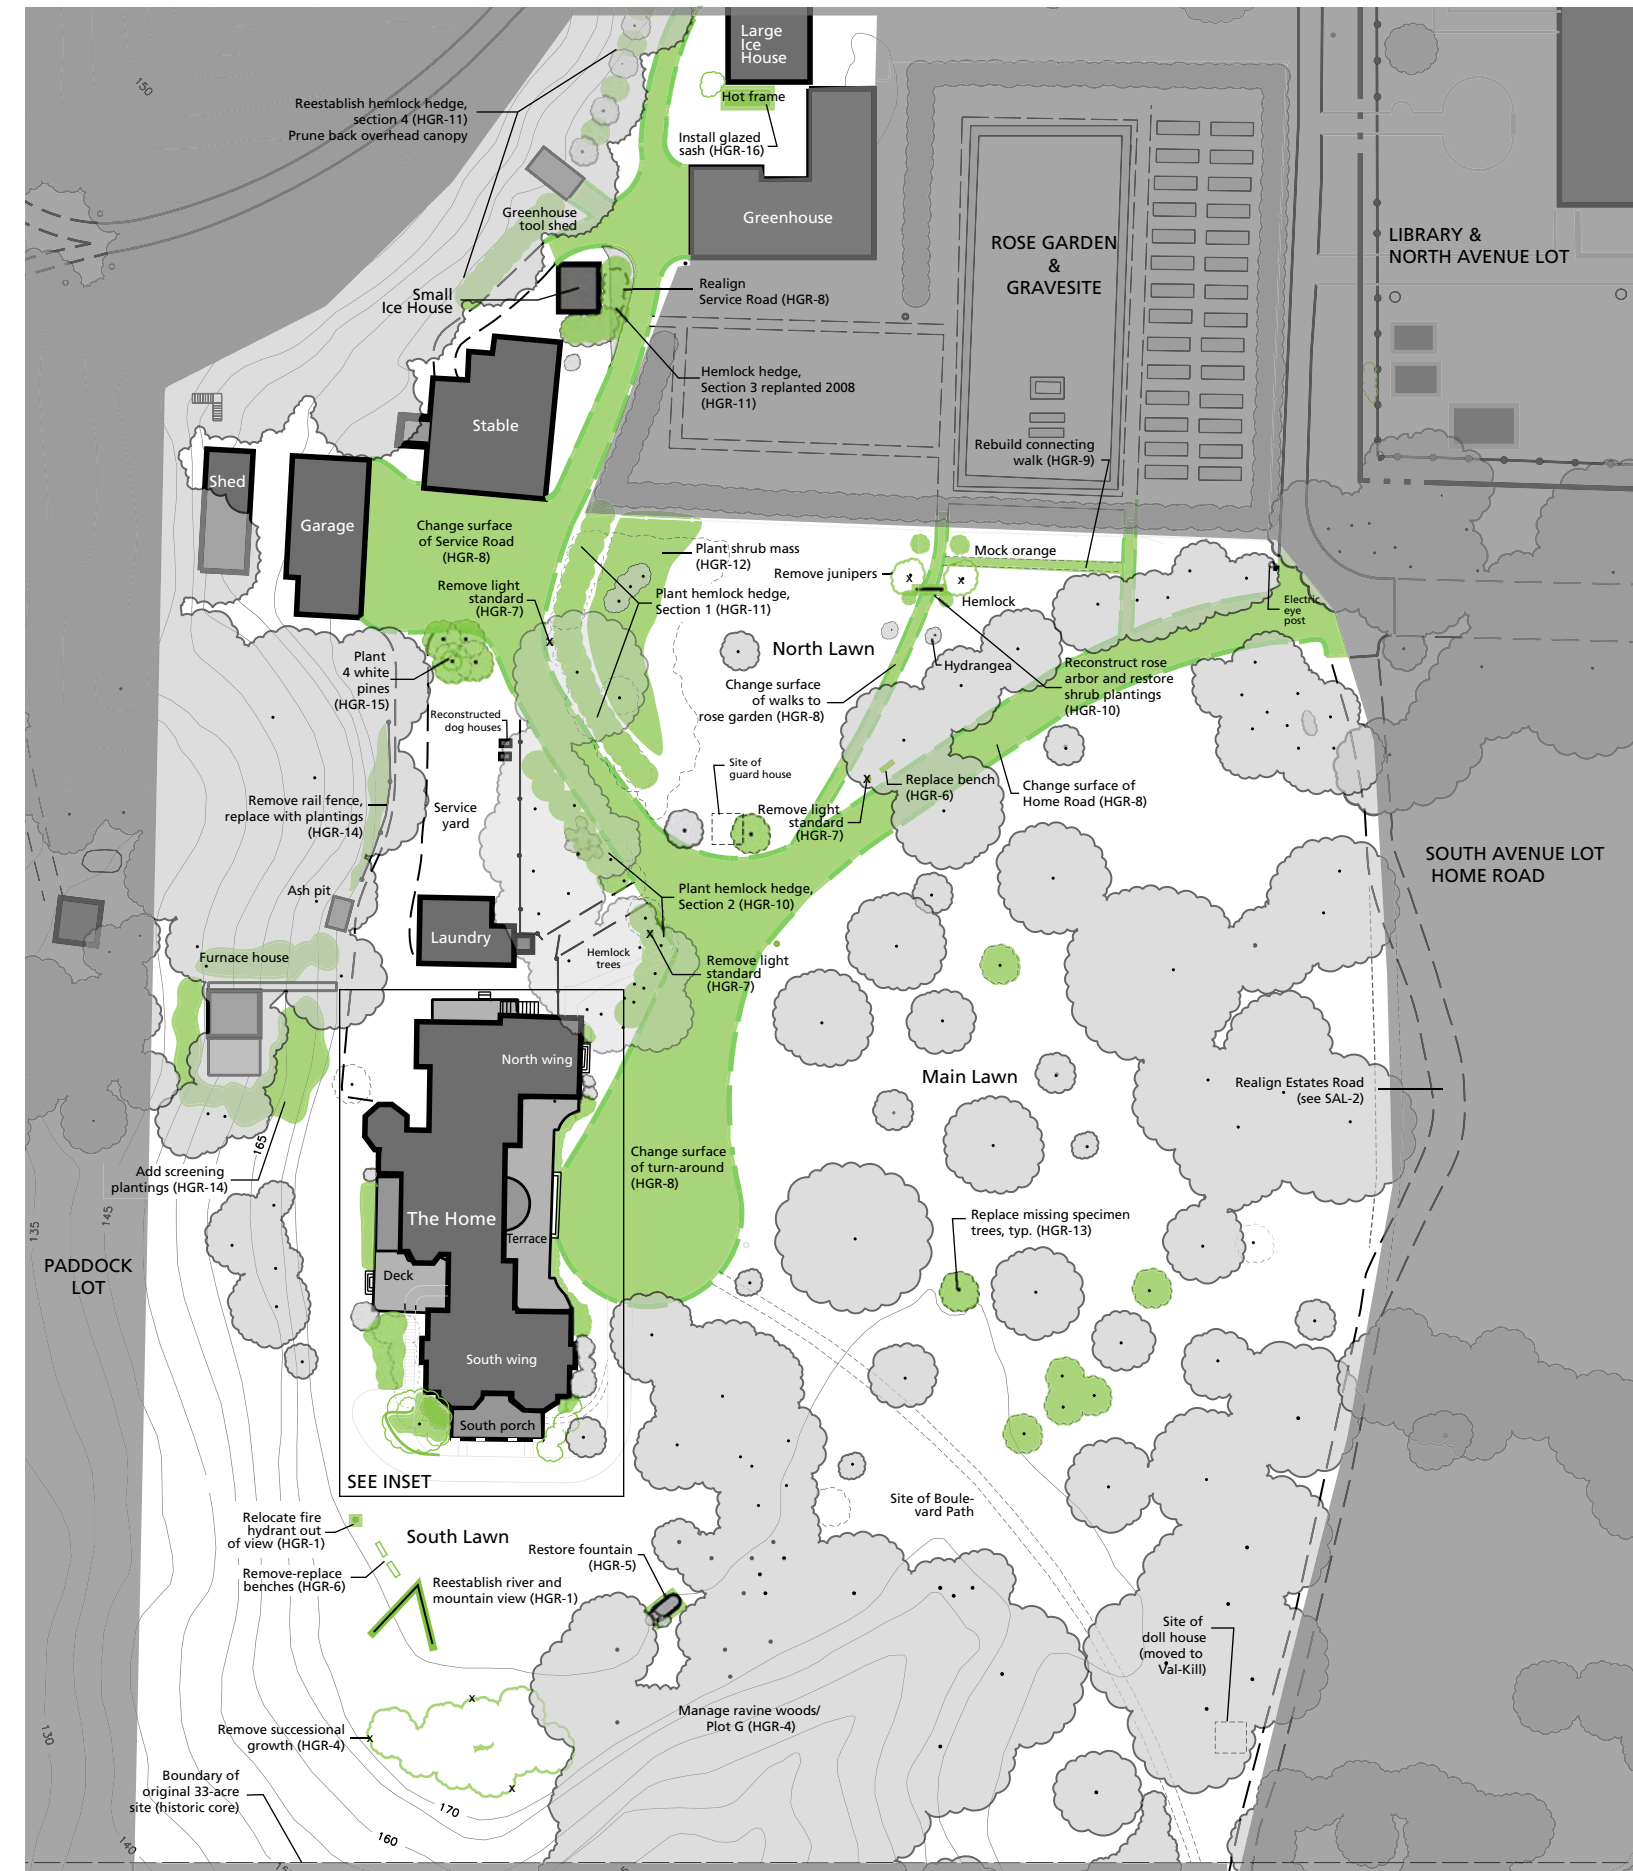 Large
Ice
House
150
Hot frame
Reestablish hemlock hedge,
section 4 (HGR-11)
Prune back overhead canopy
Install glazed
sash (HGR-16)
Greenhouse
tool shed
Greenhouse
ROSE GARDEN
&
GRAVESITE
LIBRARY &
NORTH AVENUE LOT
Small
Ice House
Realign
Service Road (HGR-8)
Hemlock hedge,
Section 3 replanted 2008
(HGR-11)
Stable
Rebuild connecting
walk (HGR-9)
Shed
Garage
Change surface
of Service Road
(HGR-8)
Plant shrub mass
(HGR-12)
Mock orange
Remove junipers
Remove light
standard
(HGR-7)
Plant hemlock hedge,
Section 1 (HGR-11)
Hemlock
Electric
eye
post
North Lawn
Plant
4 white
pines
(HGR-15)
Hydrangea
Reconstruct rose
arbor and restore
shrub plantings
(HGR-10)
Change surface
of walks to
rose garden (HGR-8)
Reconstructed
dog houses
Site of
guard house
Replace bench
(HGR-6)
Change surface of
Home Road (HGR-8)
Remove rail fence,
replace with plantings
(HGR-14)
Service
yard
Remove light
standard
(HGR-7)
SOUTH AVENUE LOT
HOME ROAD
Ash pit
Plant hemlock hedge,
Section 2 (HGR-10)
Laundry
Furnace house
Hemlock
trees
Remove light
standard
(HGR-7)
North wing
Main Lawn
Realign Estates Road
(see SAL-2)
165
Add screening
plantings (HGR-14)
Change surface
of turn-around
(HGR-8)
135
145
The Home
Terrace
Replace missing specimen
trees, typ. (HGR-13)
PADDOCK
LOT
Deck
South wing
South porch
SEE INSET
Site of Boule-
vard Path
Relocate fire
hydrant out
of view (HGR-1)
South Lawn
Restore fountain
(HGR-5)
Remove-replace
benches (HGR-6)
Reestablish river and
mountain view (HGR-1)
Site of
doll house
(moved to
Val-Kill)
Manage ravine woods/
Plot G (HGR-4)
130
Remove successional
growth (HGR-4)
Boundary of
original 33-acre
site (historic core)
170
160
140